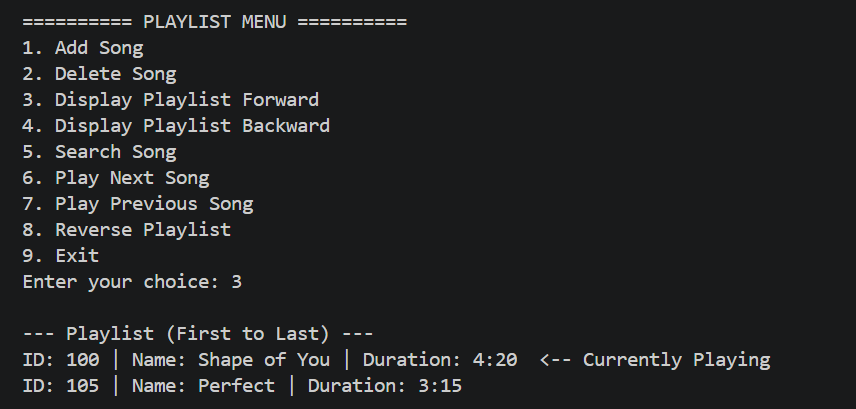 ========== PLAYLIST MENU ==========
1. Add Song
2. Delete Song
3. Display Playlist Forward
4. Display Playlist Backward
5. Search Song
6. Play Next Song
7. Play Previous Song
8. Reverse Playlist
9. Exit
Enter your choice: 3
--- Playlist (First to Last) ---
ID: 100 | Name: Shape of You | Duration: 4:20  <-- Currently Playing
ID: 105 | Name: Perfect | Duration: 3:15